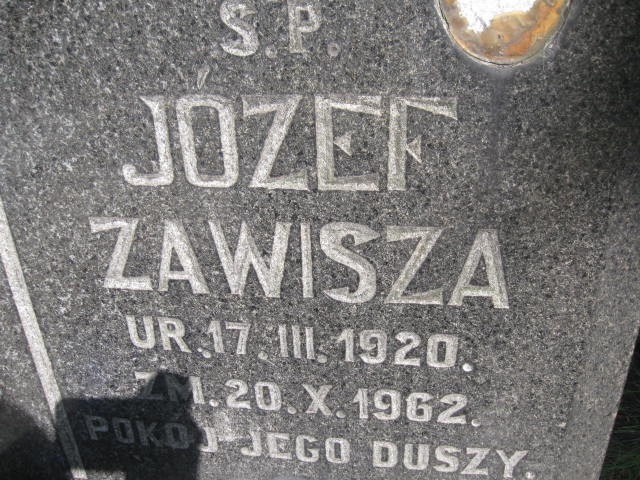 Ś.P.
JÓZEF
ZAWISZA
UR.17.III.1920.
ZM.20.X.1962.
POKÓJ JEGO DUSZY.